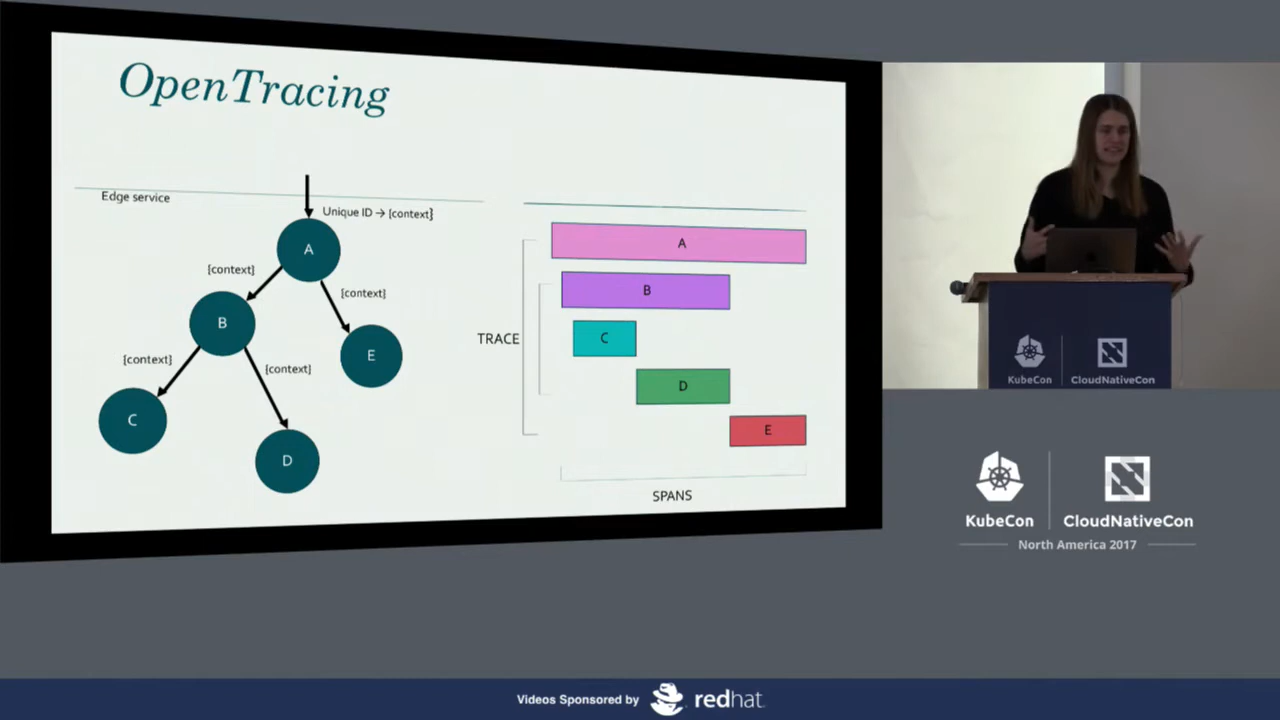 OpenTracing
Edge service
Unique ID → [context}
A
[context]
[context]
B
E
[context]
[context]
C
D
A
B
TRACE
C
D
E
SPANS
KubeCon
CloudNativeCon
KubeCon
CloudNativeCon
North America 2017
Videos Sponsored by
redhat.